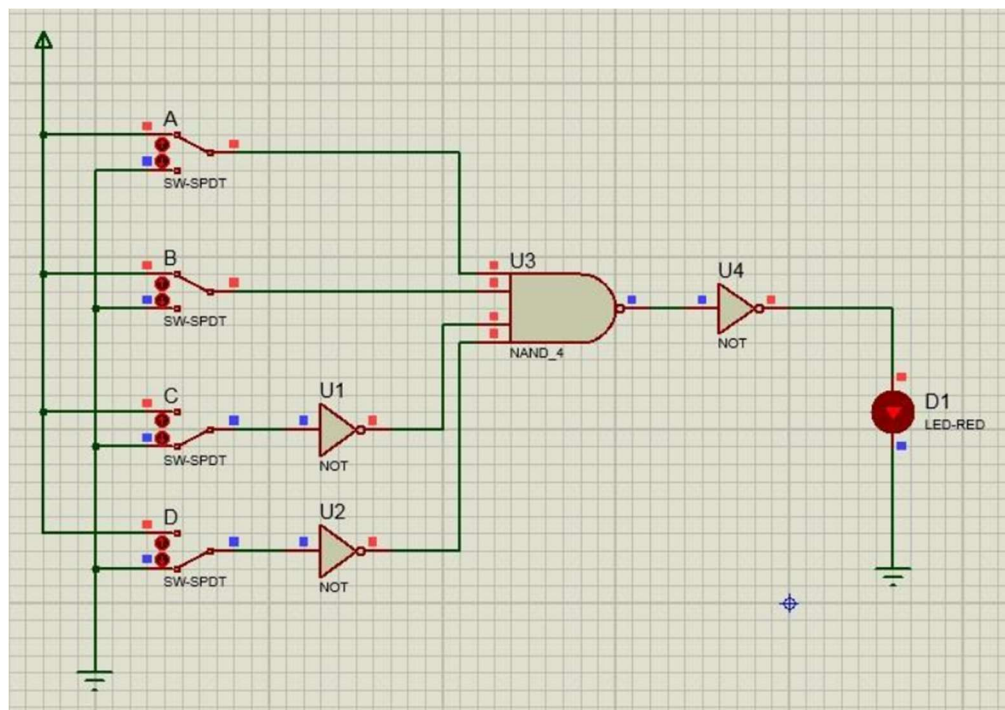 A
SW-SPDT
B
SW-SPDT
U3
NAND_4
U4
NOT
C
SW-SPDT
U1
NOT
D1
LED-RED
D
SW-SPDT
U2
NOT